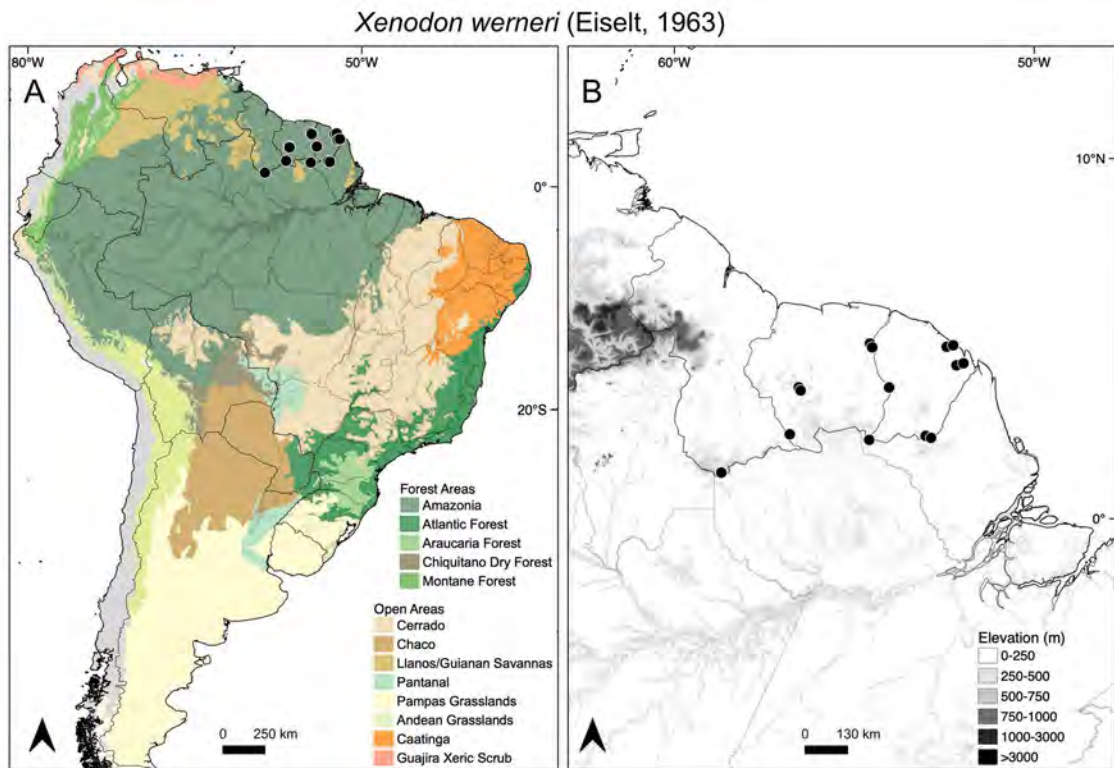 Xenodon werneri (Eiselt, 1963)
80°W
50°W
A
0°
20°S
Forest Areas
Amazonia
Atlantic Forest
Araucaria Forest
Chiquitano Dry Forest
Montane Forest
Open Areas
Cerrado
Chaco
Llanos/Guianan Savannas
Pantanal
Pampas Grasslands
Andean Grasslands
Caatinga
Guajira Xeric Scrub
0 250 km
60°W
50°W
B
10°N
0°
Elevation (m)
0-250
250-500
500-750
750-1000
1000-3000
>3000
0 130 km